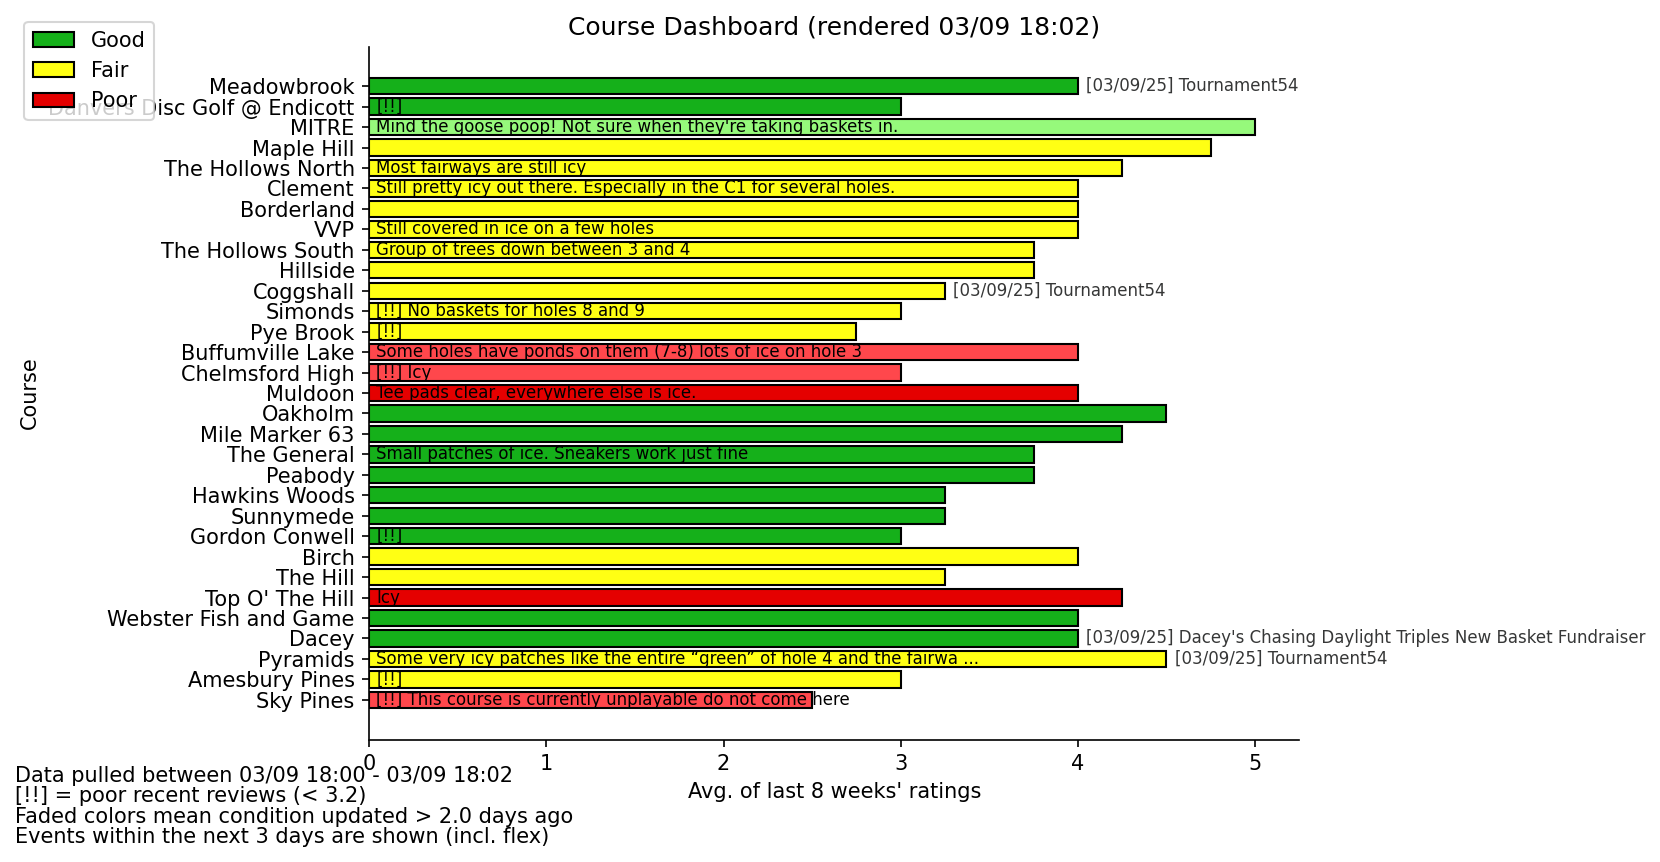 Course Dashboard (rendered 03/09 18:02)
Good
Fair
Poor
Meadowbrook [03/09/25] Tournament54
Danvers Disc Golf @ Endicott [!!]
MITRE Mind the goose poop! Not sure when they're taking baskets in.
Maple Hill
The Hollows North Most fairways are still icy
Clement Still pretty icy out there. Especially in the C1 for several holes.
Borderland
VVP Still covered in ice on a few holes
The Hollows South Group of trees down between 3 and 4
Hillside
Coggshall [03/09/25] Tournament54
Simonds [!!] No baskets for holes 8 and 9
Pye Brook [!!]
Buffumville Lake Some holes have ponds on them (7-8) lots of ice on hole 3
Chelmsford High [!!] Icy
Muldoon Tee pads clear, everywhere else is ice.
Oakholm
Mile Marker 63
The General Small patches of ice. Sneakers work just fine
Peabody
Hawkins Woods
Sunnymede
Gordon Conwell [!!]
Birch
The Hill
Top O' The Hill Icy
Webster Fish and Game
Dacey [03/09/25] Dacey's Chasing Daylight Triples New Basket Fundraiser
Pyramids Some very icy patches like the entire “green” of hole 4 and the fairwa ... [03/09/25] Tournament54
Amesbury Pines [!!]
Sky Pines [!!] This course is currently unplayable do not come here
Course
0 1 2 3 4 5
Avg. of last 8 weeks' ratings
Data pulled between 03/09 18:00 - 03/09 18:02
[!!] = poor recent reviews (< 3.2)
Faded colors mean condition updated > 2.0 days ago
Events within the next 3 days are shown (incl. flex)